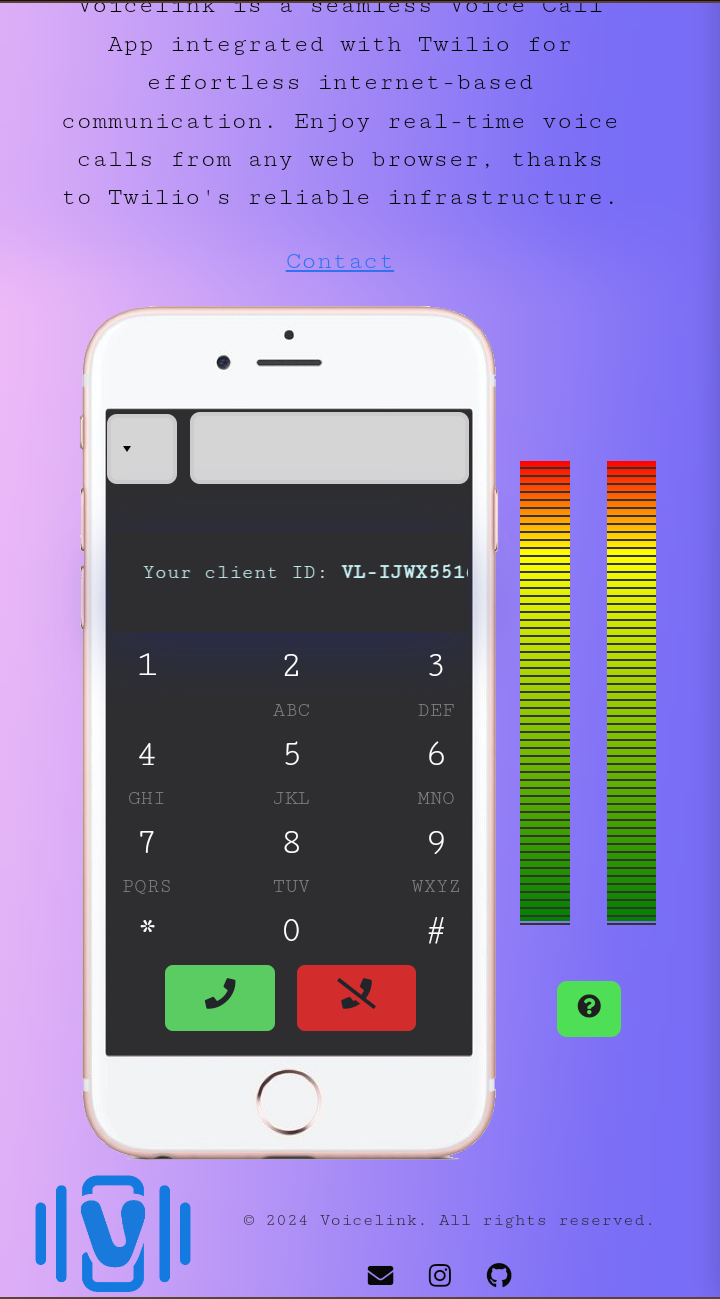 Voicelink is a seamless Voice Call
App integrated with Twilio for
effortless internet-based
communication. Enjoy real-time voice
calls from any web browser, thanks
to Twilio's reliable infrastructure.
Contact
Your client ID: VL-IJWX551
1 2 3
ABC DEF
4 5 6
GHI JKL MNO
7 8 9
PQRS TUV WXYZ
* 0 #
© 2024 Voicelink. All rights reserved.